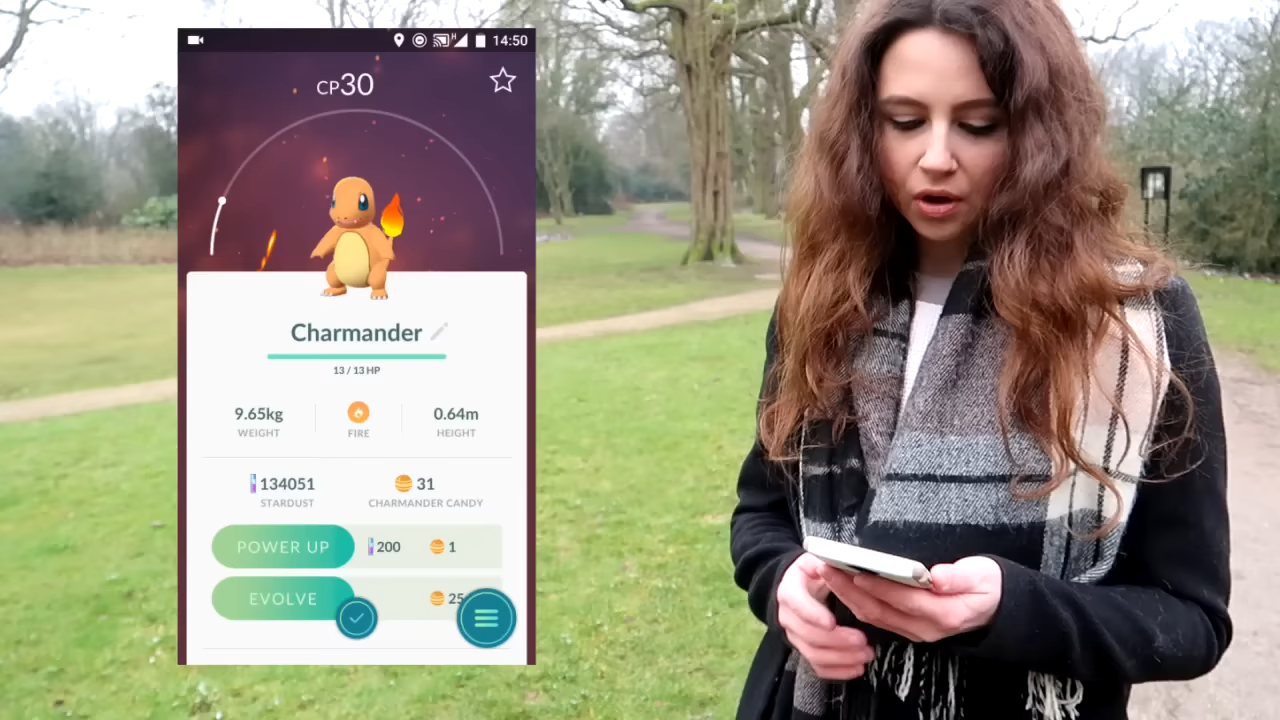 14:50
CP30
Charmander
13 / 13 HP
9.65kg
0.64m
WEIGHT
FIRE
HEIGHT
134051
31
STARDUST
CHARMANDER CANDY
POWER UP 200 1
EVOLVE 25